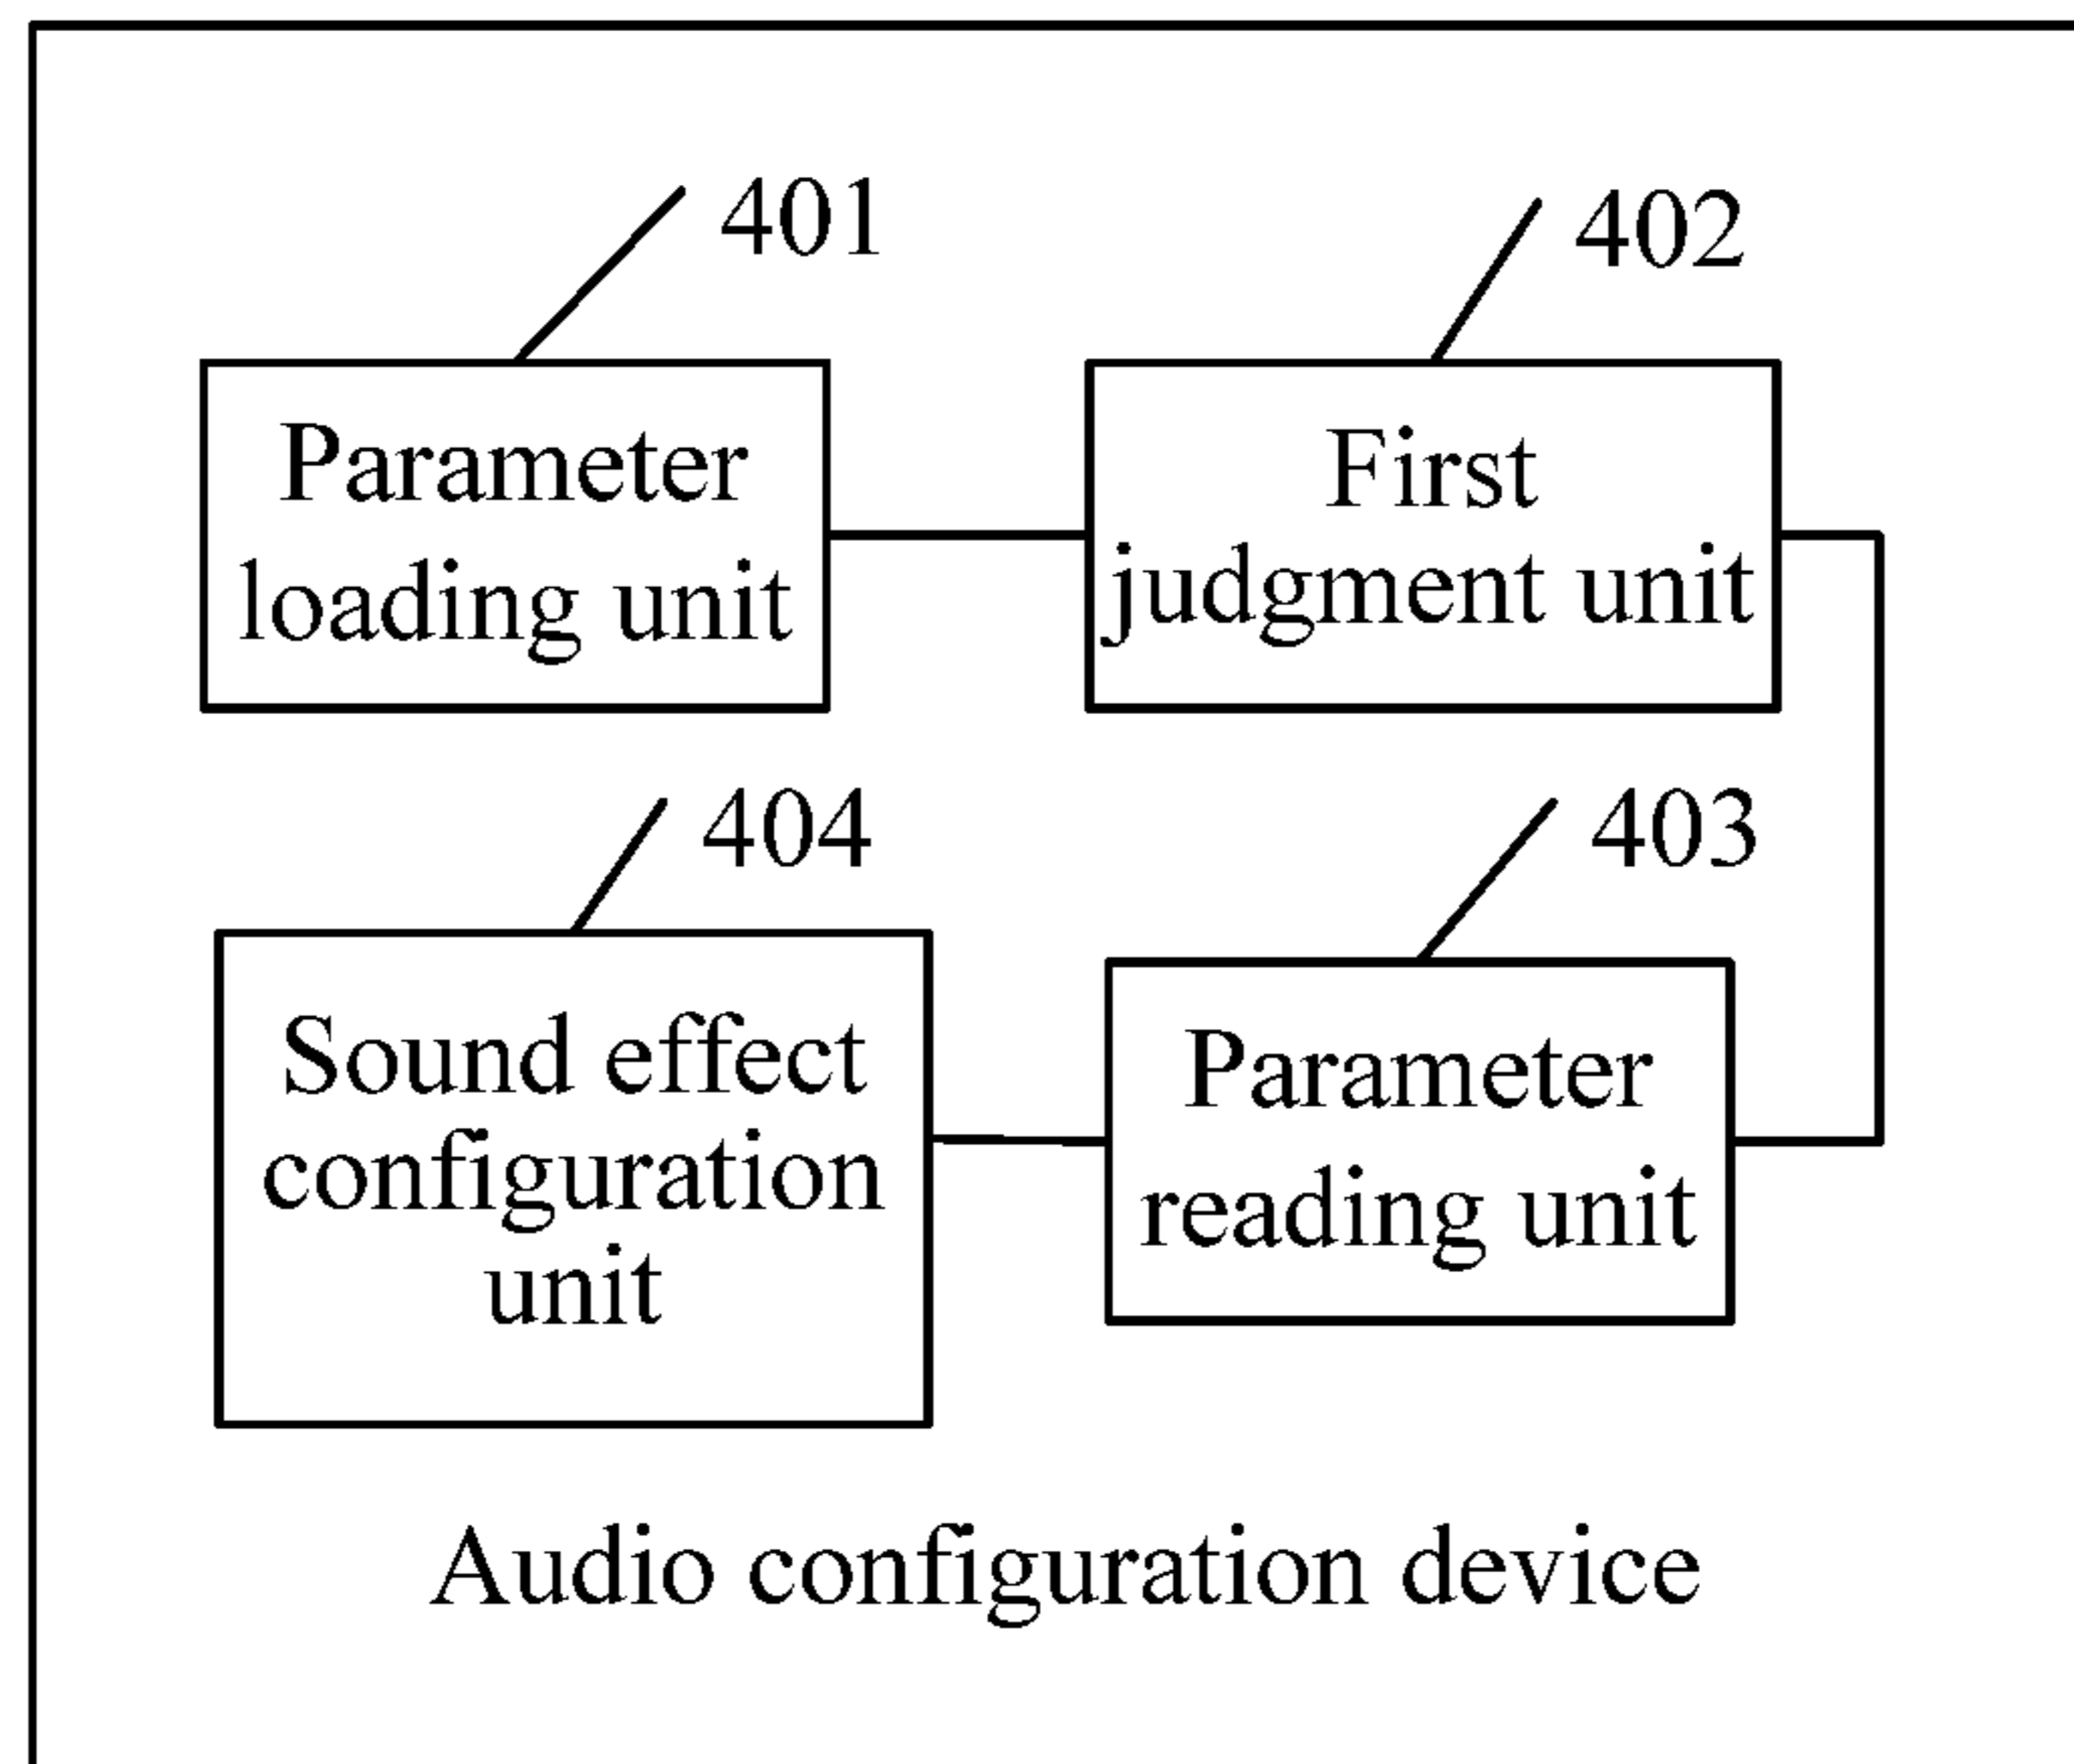 401
402
Parameter
loading unit
First
judgment unit
404
403
Sound effect
configuration
unit
Parameter
reading unit
Audio configuration device